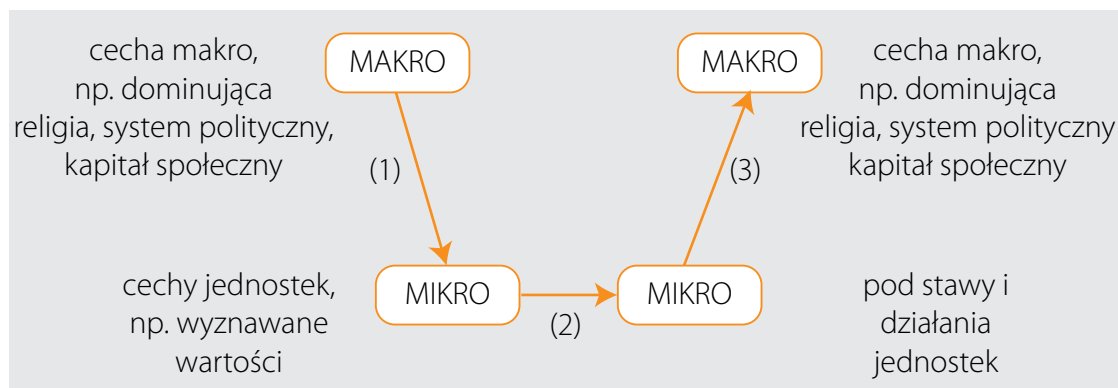 cecha makro,
np. dominująca
religia, system polityczny,
kapitał społeczny
MAKRO
MAKRO
cecha makro,
np. dominująca
religia, system polityczny
kapitał społeczny
(1)
(3)
cechy jednostek,
np. wyznawane
wartości
MIKRO
(2)
MIKRO
pod stawy i
działania
jednostek